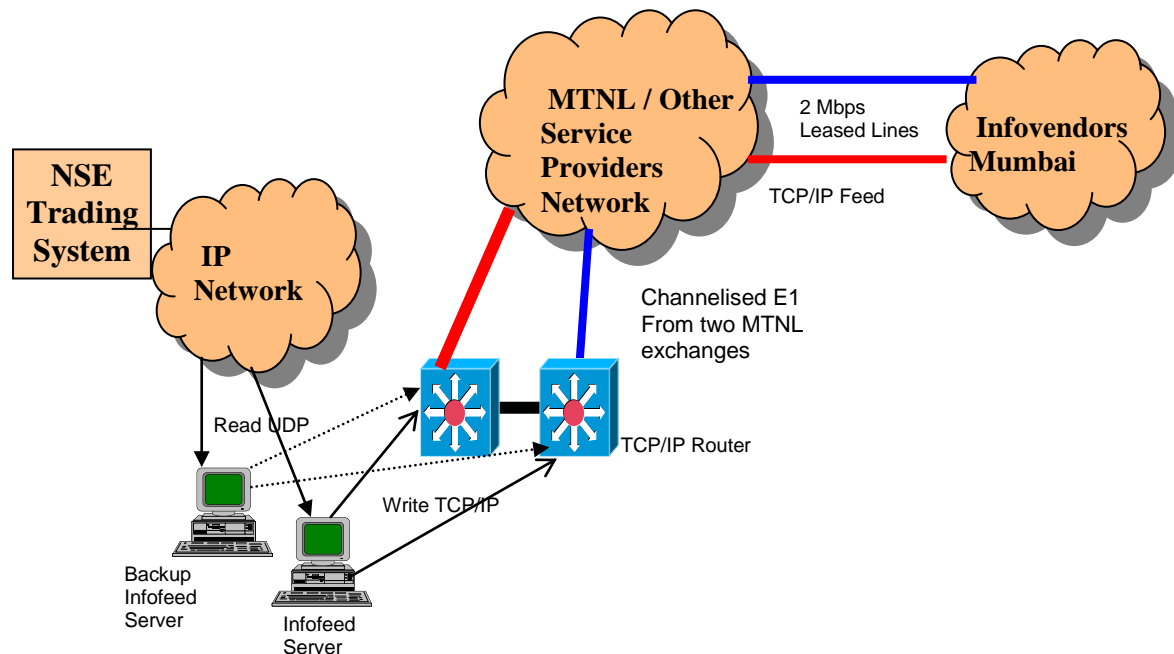 NSE
Trading
System
IP
Network
MTNL / Other
Service
Providers
Network
2 Mbps
Leased Lines
TCP/IP Feed
Infovendors
Mumbai
Channelised E1
From two MTNL
exchanges
Read UDP
TCP/IP Router
Write TCP/IP
Backup
Infofeed
Server
Infofeed
Server